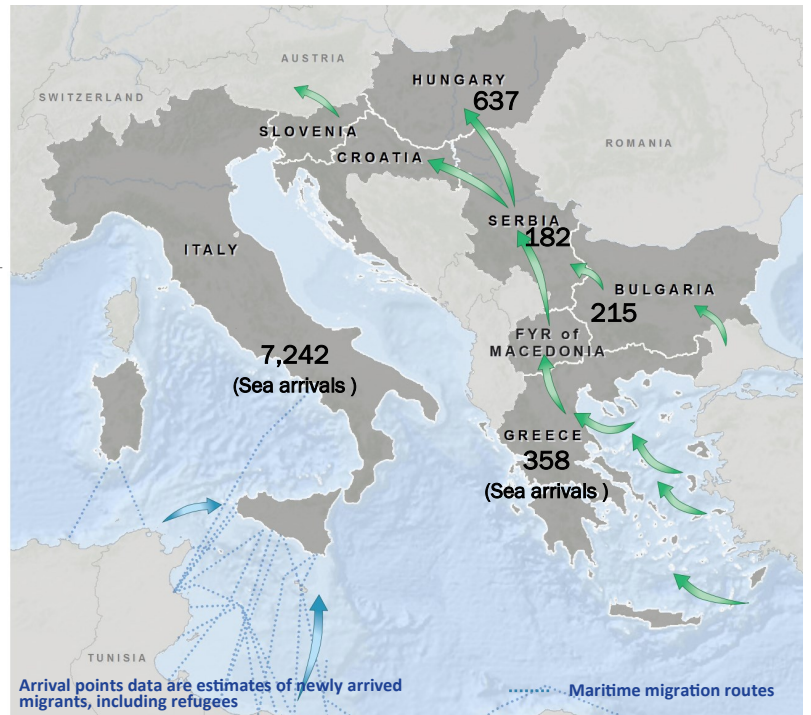 AUSTRIA
HUNGARY
637
SWITZERLAND
SLOVENIA
CROATIA
ROMANIA
SERBIA
182
ITALY
BULGARIA
215
FYR of
MACEDONIA
7,242
(Sea arrivals )
GREECE
358
(Sea arrivals )
TUNISIA
Arrival points data are estimates of newly arrived
migrants, including refugees
Maritime migration routes